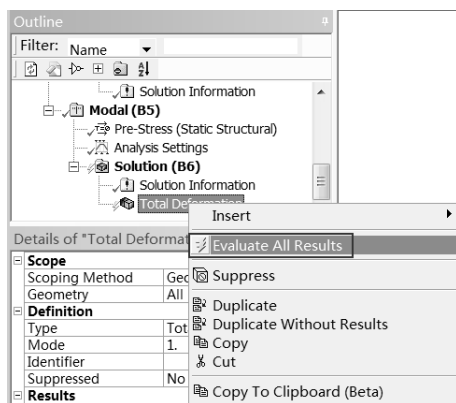 Outline
Filter: Name
Solution Information
Modal (B5)
Pre-Stress (Static Structural)
Analysis Settings
Solution (B6)
Solution Information
Total Deformation
Insert
Evaluate All Results
Suppress
Duplicate
Duplicate Without Results
Copy
Cut
Copy To Clipboard (Beta)
Details of "Total Deformat
Scope
Scoping Method Geo
Geometry All
Definition
Type Tot
Mode 1.
Identifier
Suppressed No
Results